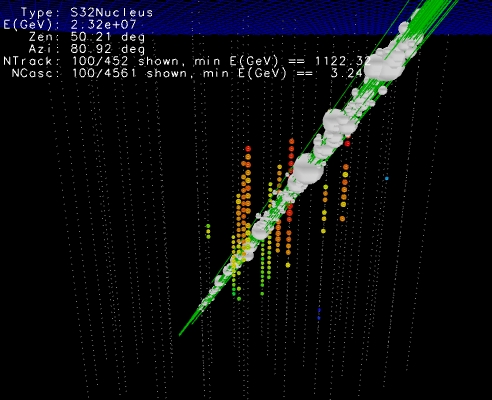 Type: S32Nucleus
E(GeV): 2.32e+07
Zen: 50.21 deg
Azi: 80.92 deg
NTrack: 100/452 shown, min E(GeV) == 1122.32
NCasc: 100/4561 shown, min E(GeV) == 3.24